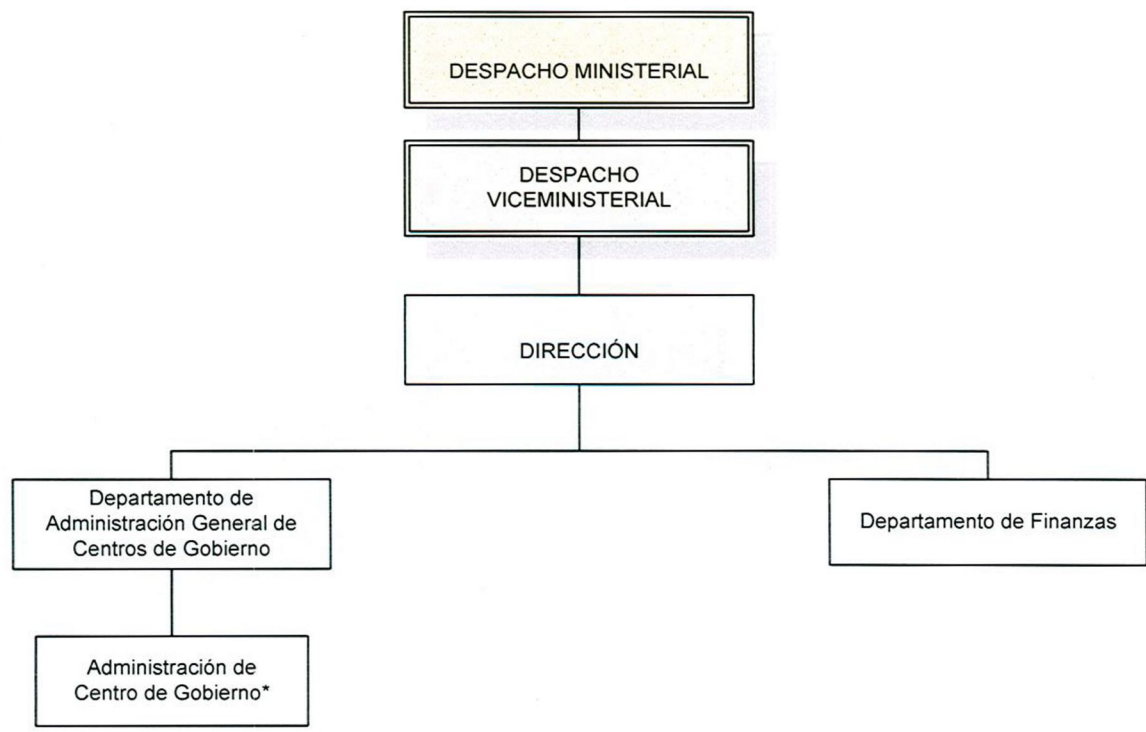 DESPACHO MINISTERIAL
DESPACHO
VICEMINISTERIAL
DIRECCIÓN
Departamento de
Administración General de
Centros de Gobierno
Departamento de Finanzas
Administración de
Centro de Gobierno*